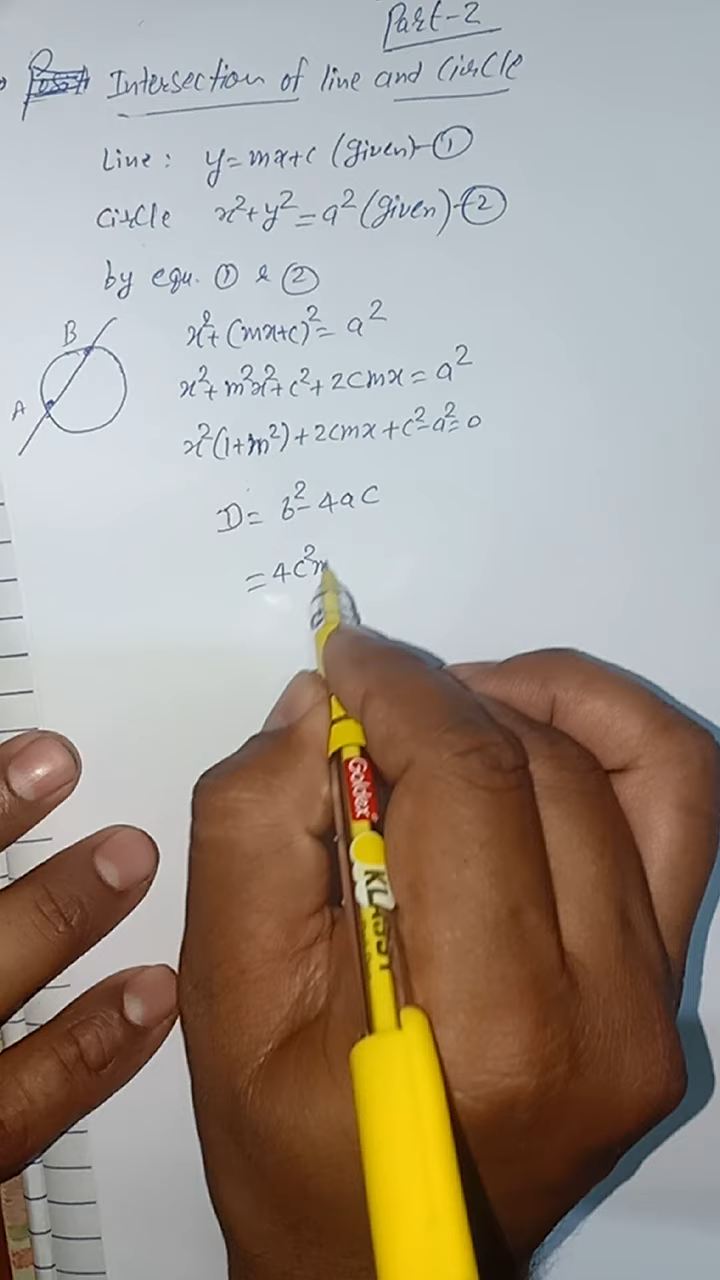 Part-2
Intersection of line and Circle
Line : y=mx+c (given)-①
Circle x²+y²=a² (given)-②
by equ. ① & ②
x²+(mx+c)²=a²
x²+m²x²+c²+2cmx=a²
x²(1+m²)+2cmx+c²-a²=0
B
A
D= b²-4ac
=4c²m
Goldex
KLASSY